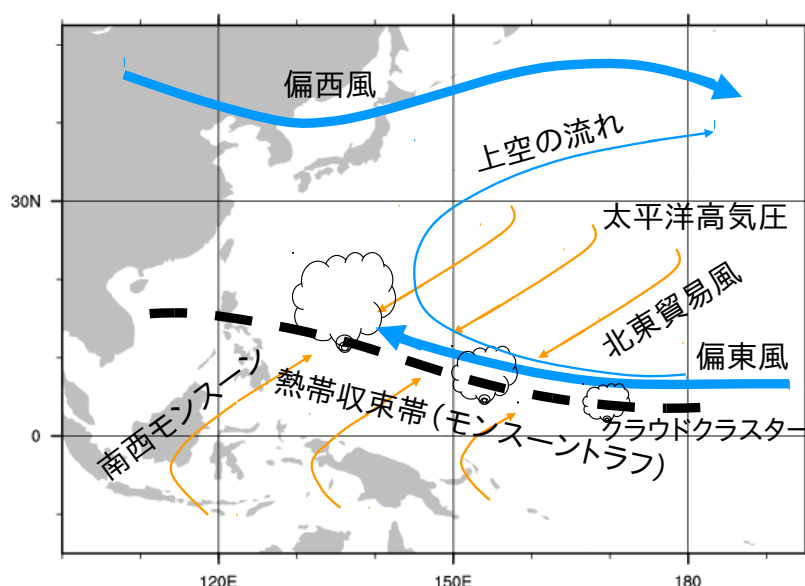 偏西風
上空の流れ
30N
太平洋高気圧
北東貿易風
偏東風
南西モンスーン
熱帯収束帯(モンスーントラフ)
クラウドクラスター
0
120E
150E
180